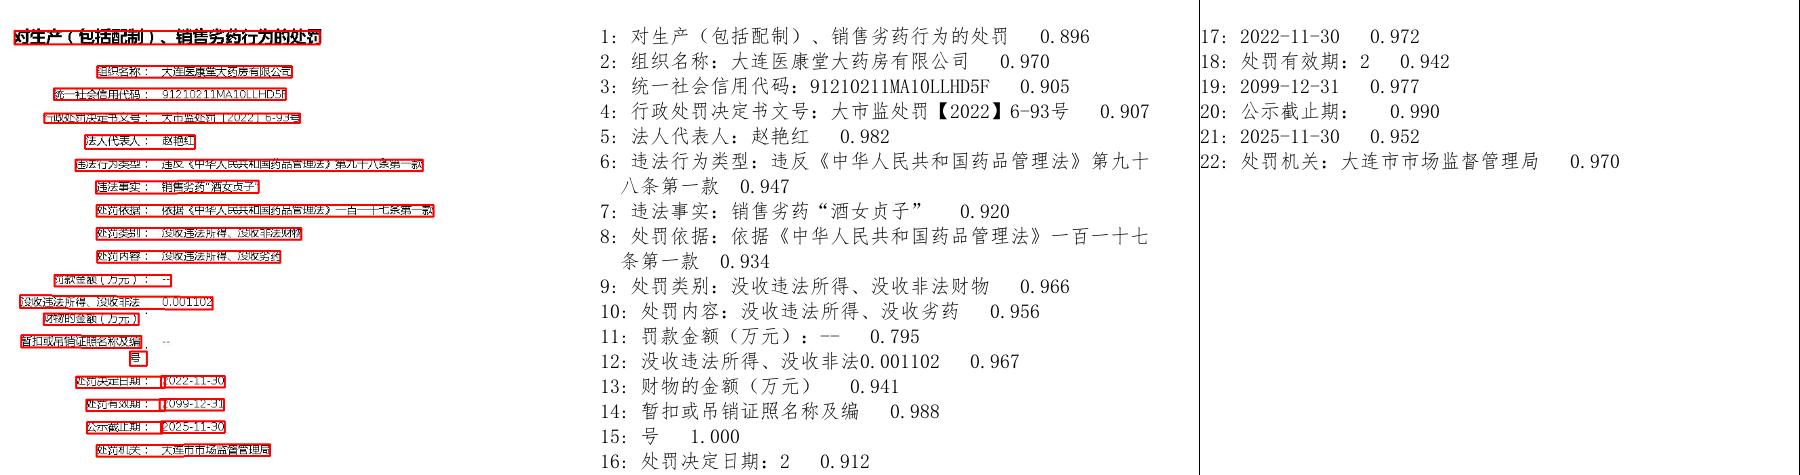 对生产（包括配制）、销售劣药行为的处罚
组织名称： 大连医康堂大药房有限公司
统一社会信用代码： 91210211MA10LLHD5F
行政处罚决定书文号： 大市监处罚【2022】6-93号
法人代表人： 赵艳红
违法行为类型： 违反《中华人民共和国药品管理法》第九十八条第一款
违法事实： 销售劣药“酒女贞子”
处罚依据： 依据《中华人民共和国药品管理法》一百一十七条第一款
处罚类别： 没收违法所得、没收非法财物
处罚内容： 没收违法所得、没收劣药
罚款金额（万元）： --
没收违法所得、没收非法 0.001102
财物的金额（万元）：
暂扣或吊销证照名称及编 --
号：
处罚决定日期： 2022-11-30
处罚有效期： 2099-12-31
公示截止期： 2025-11-30
处罚机关： 大连市市场监督管理局
1: 对生产（包括配制）、销售劣药行为的处罚 0.896
2: 组织名称：大连医康堂大药房有限公司 0.970
3: 统一社会信用代码：91210211MA10LLHD5F 0.905
4: 行政处罚决定书文号：大市监处罚【2022】6-93号 0.907
5: 法人代表人：赵艳红 0.982
6: 违法行为类型：违反《中华人民共和国药品管理法》第九十
八条第一款 0.947
7: 违法事实：销售劣药“酒女贞子” 0.920
8: 处罚依据：依据《中华人民共和国药品管理法》一百一十七
条第一款 0.934
9: 处罚类别：没收违法所得、没收非法财物 0.966
10: 处罚内容：没收违法所得、没收劣药 0.956
11: 罚款金额（万元）：-- 0.795
12: 没收违法所得、没收非法0.001102 0.967
13: 财物的金额（万元） 0.941
14: 暂扣或吊销证照名称及编 0.988
15: 号 1.000
16: 处罚决定日期：2 0.912
17: 2022-11-30 0.972
18: 处罚有效期：2 0.942
19: 2099-12-31 0.977
20: 公示截止期： 0.990
21: 2025-11-30 0.952
22: 处罚机关：大连市市场监督管理局 0.970